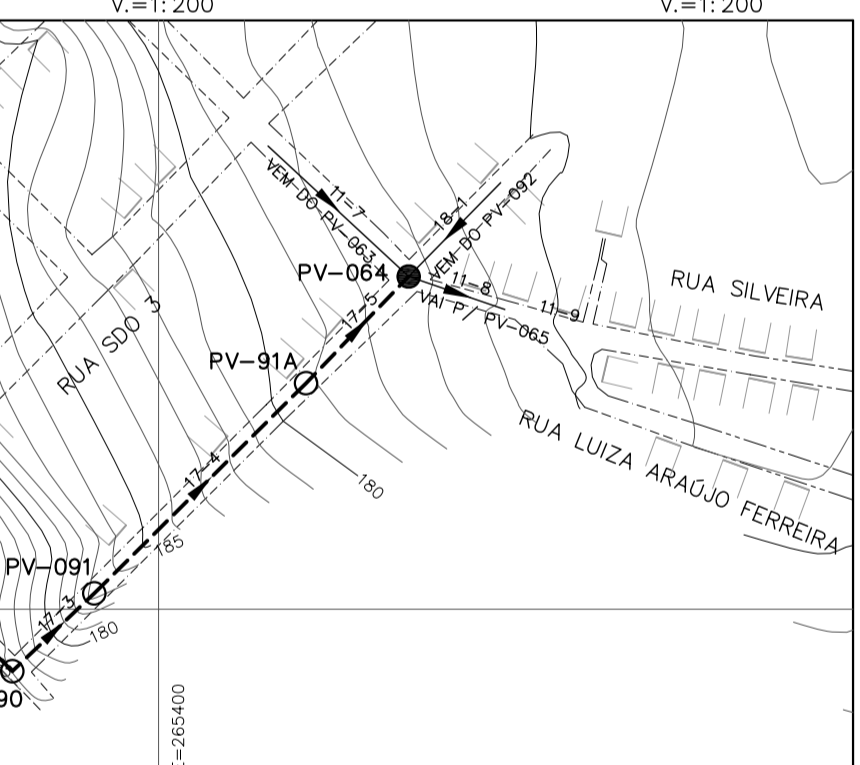 V.=1:200
V.=1:200
VEM DO PV-063
11-7
18-1
VEM DO PV-092
PV-064
11-8
VAI P/ PV-065
11-9
RUA SILVEIRA
RUA SDO 3
17-5
PV-91A
RUA LUIZA ARAÚJO FERREIRA
17-4
180
185
PV-091
17-3
180
90
=265400